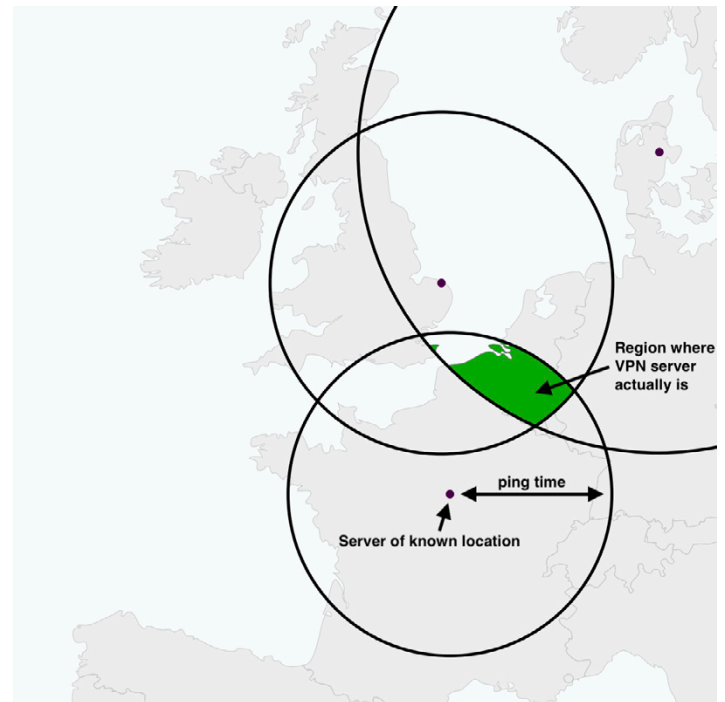 Region where
VPN server
actually is
ping time
Server of known location